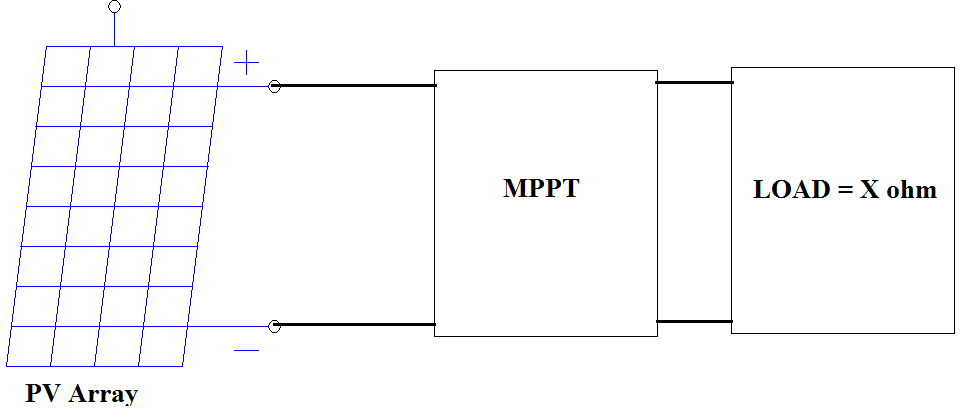 +
MPPT
LOAD = X ohm
−
PV Array